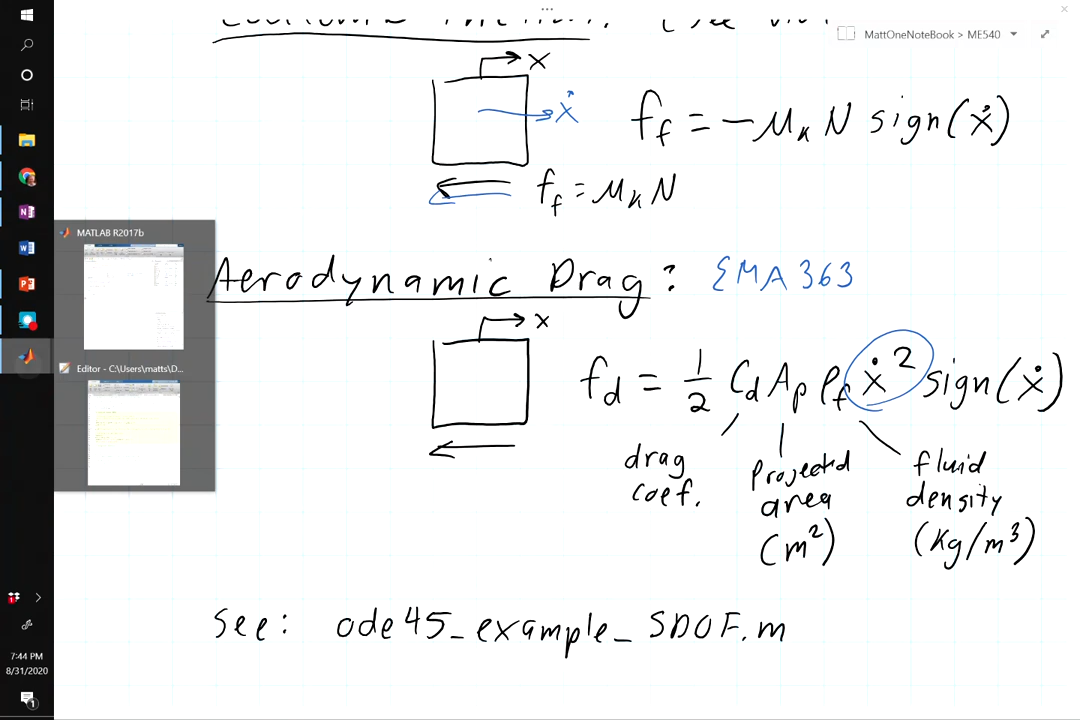 MattOneNoteBook > ME540
x
ẋ
f_f = -μ_k N sign(ẋ)
f_f = μ_k N
MATLAB R2017b
Aerodynamic Drag: EMA 363
x
f_d = 1/2 C_d A_p ρ_f ẋ² sign(ẋ)
Editor - C:\Users\matts\D...
drag coef.
projected area (m²)
fluid density (kg/m³)
see: ode45_example_SDOF.m
7:44 PM
8/31/2020